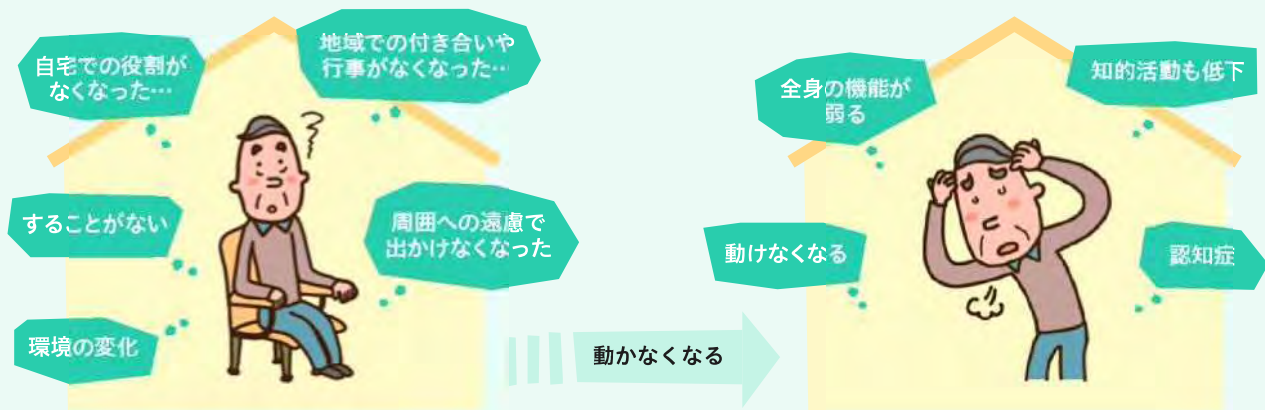 自宅での役割が
なくなった…
地域での付き合いや
行事がなくなった…
することがない
周囲への遠慮で
出かけなくなった
環境の変化
動かなくなる
全身の機能が
弱る
知的活動も低下
動けなくなる
認知症